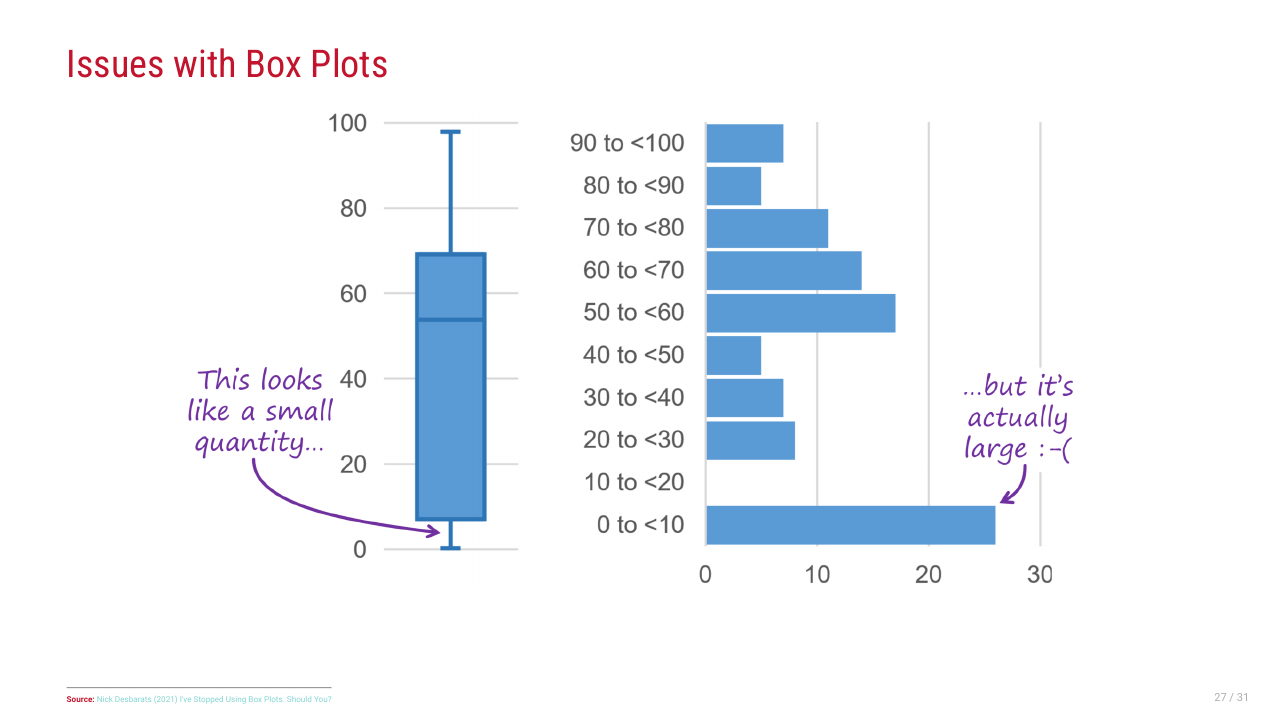 Issues with Box Plots
100
80
60
40
20
0
This looks
like a small
quantity...
90 to <100
80 to <90
70 to <80
60 to <70
50 to <60
40 to <50
30 to <40
20 to <30
10 to <20
0 to <10
0
10
20
30
...but it's
actually
large :-(
Source: Nick Desbarats (2021) I've Stopped Using Box Plots. Should You?
27 / 31